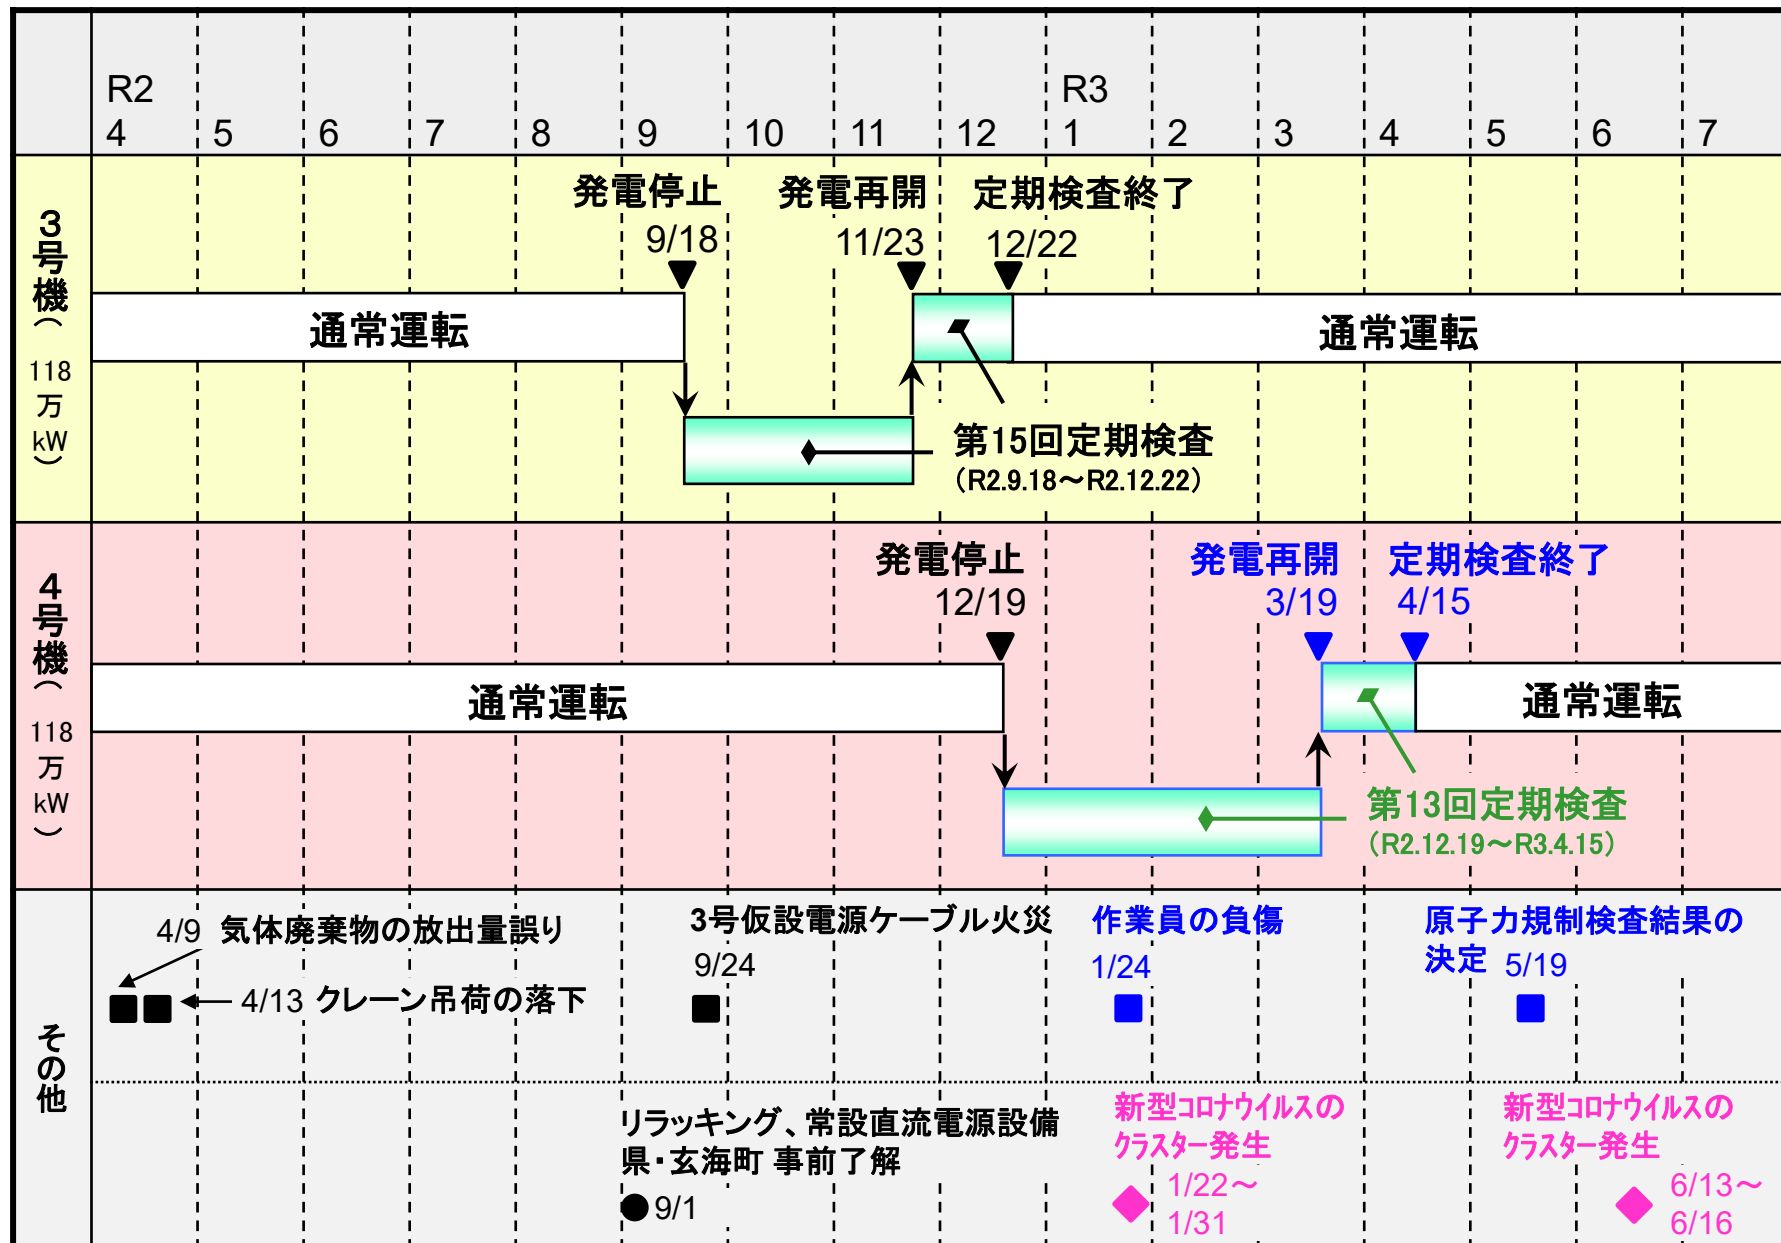 R2
R3
4 5 6 7 8 9 10 11 12 1 2 3 4 5 6 7
3号機（118万kW）
発電停止
9/18
発電再開
11/23
定期検査終了
12/22
通常運転
通常運転
第15回定期検査
（R2.9.18～R2.12.22）
4号機（118万kW）
発電停止
12/19
発電再開
3/19
定期検査終了
4/15
通常運転
通常運転
第13回定期検査
（R2.12.19～R3.4.15）
その他
4/9 気体廃棄物の放出量誤り
4/13 クレーン吊荷の落下
3号仮設電源ケーブル火災
9/24
作業員の負傷
1/24
原子力規制検査結果の
決定 5/19
リラッキング、常設直流電源設備
県・玄海町 事前了解
9/1
新型コロナウイルスの
クラスター発生
1/22～
1/31
新型コロナウイルスの
クラスター発生
6/13～
6/16